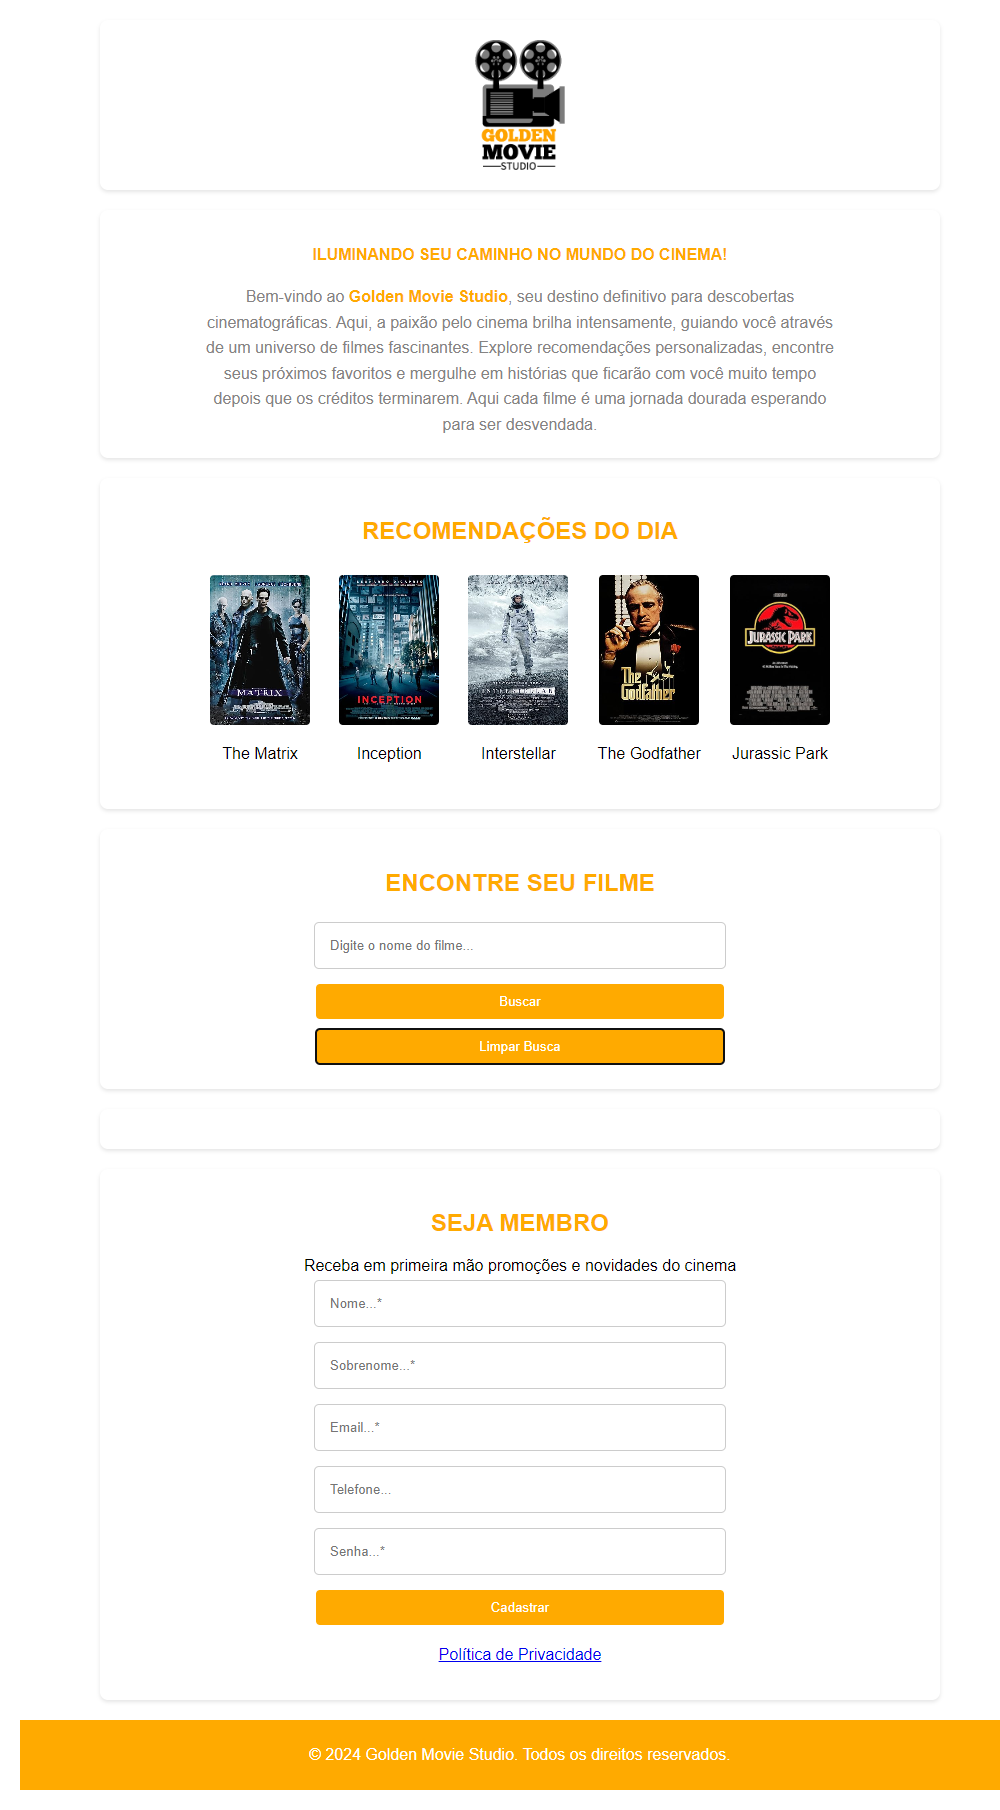 GOLDEN
MOVIE
STUDIO
ILUMINANDO SEU CAMINHO NO MUNDO DO CINEMA!
Bem-vindo ao Golden Movie Studio, seu destino definitivo para descobertas
cinematográficas. Aqui, a paixão pelo cinema brilha intensamente, guiando você através
de um universo de filmes fascinantes. Explore recomendações personalizadas, encontre
seus próximos favoritos e mergulhe em histórias que ficarão com você muito tempo
depois que os créditos terminarem. Aqui cada filme é uma jornada dourada esperando
para ser desvendada.
RECOMENDAÇÕES DO DIA
MATRIX
INCEPTION
The
Godfather
JURASSIC PARK
The Matrix
Inception
Interstellar
The Godfather
Jurassic Park
ENCONTRE SEU FILME
Digite o nome do filme...
Buscar
Limpar Busca
SEJA MEMBRO
Receba em primeira mão promoções e novidades do cinema
Nome...*
Sobrenome...*
Email...*
Telefone...
Senha...*
Cadastrar
Política de Privacidade
© 2024 Golden Movie Studio. Todos os direitos reservados.